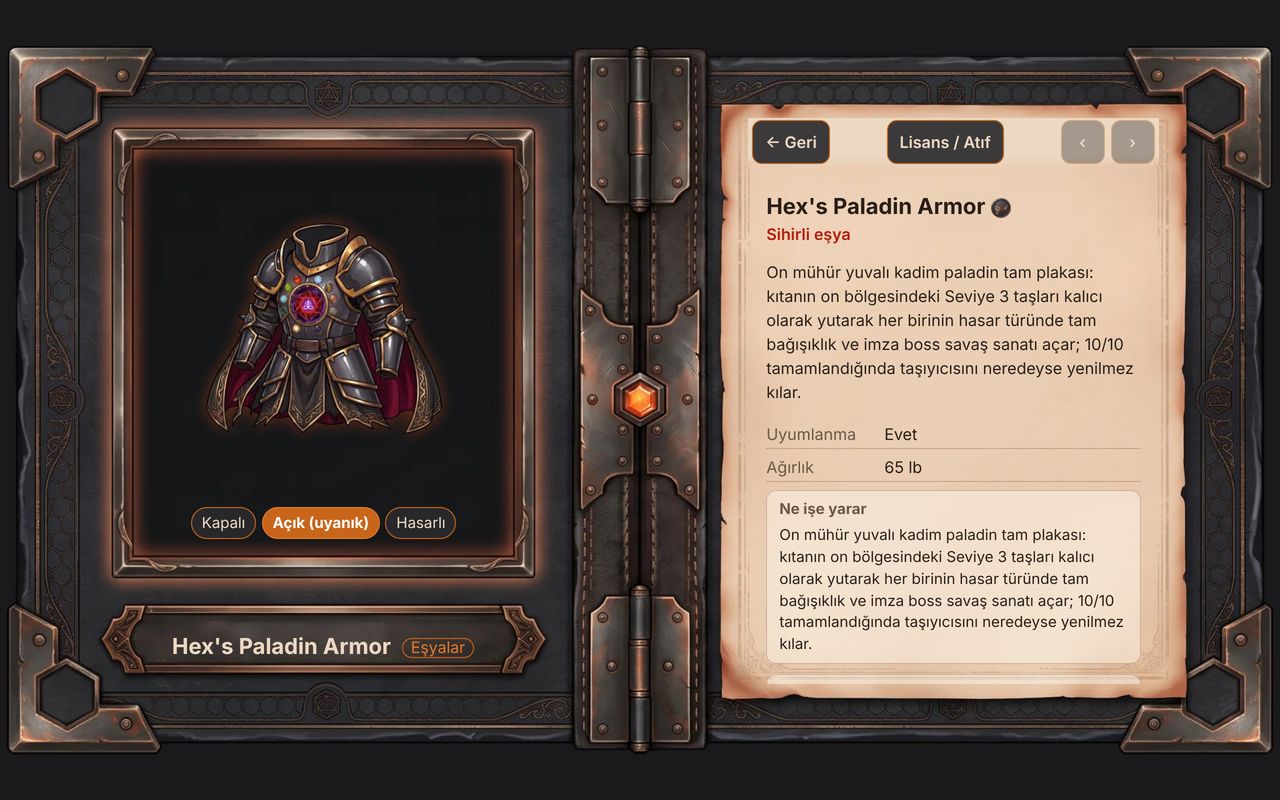 Kapalı
Açık (uyanık)
Hasarlı
Hex's Paladin Armor
Eşyalar
← Geri
Lisans / Atıf
‹
›
Hex's Paladin Armor
Sihirli eşya
On mühür yuvalı kadim paladin tam plakası:
kıtanın on bölgesindeki Seviye 3 taşları kalıcı
olarak yutarak her birinin hasar türünde tam
bağışıklık ve imza boss savaş sanatı açar; 10/10
tamamlandığında taşıyıcısını neredeyse yenilmez
kılar.
Uyumlanma Evet
Ağırlık 65 lb
Ne işe yarar
On mühür yuvalı kadim paladin tam plakası:
kıtanın on bölgesindeki Seviye 3 taşları kalıcı
olarak yutarak her birinin hasar türünde tam
bağışıklık ve imza boss savaş sanatı açar; 10/10
tamamlandığında taşıyıcısını neredeyse yenilmez
kılar.